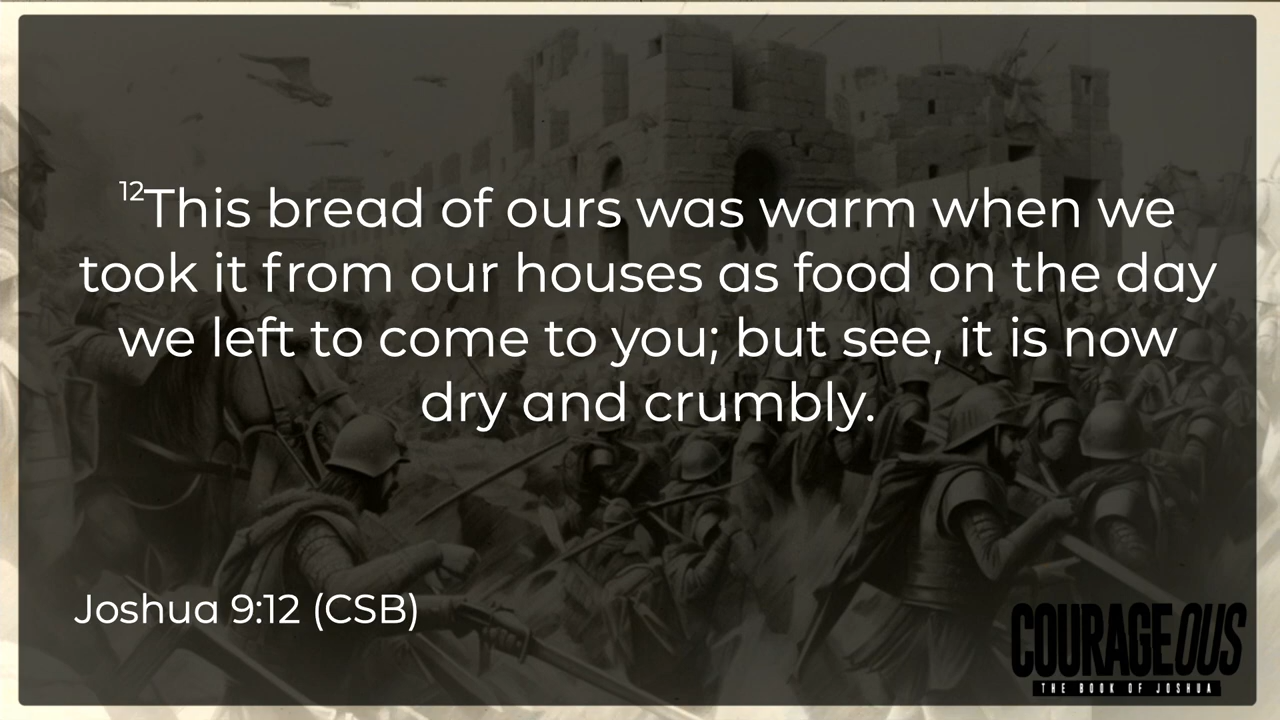 12This bread of ours was warm when we
took it from our houses as food on the day
we left to come to you; but see, it is now
dry and crumbly.
Joshua 9:12 (CSB)
COURAGEOUS
THE BOOK OF JOSHUA